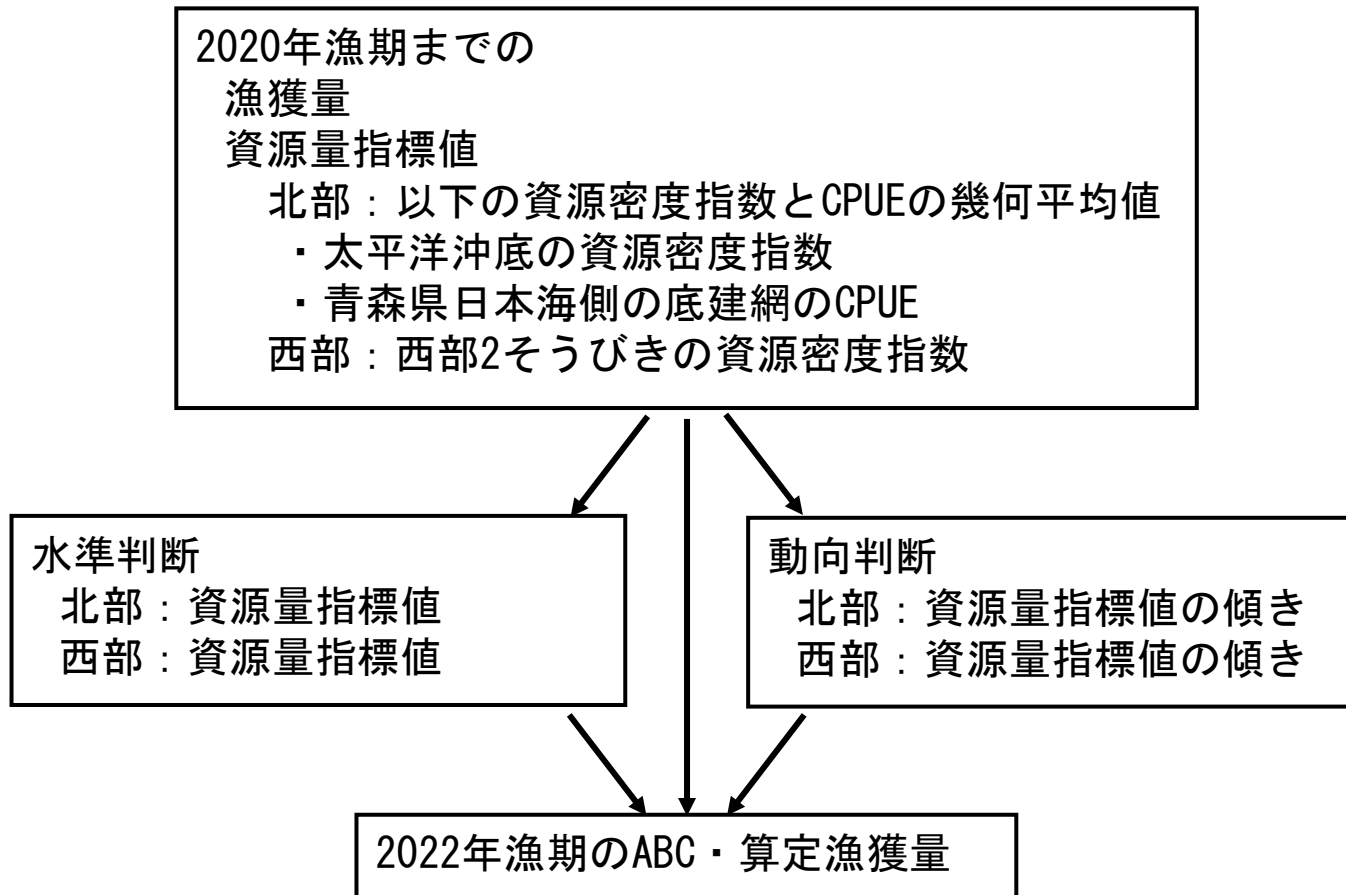 2020年漁期までの
漁獲量
資源量指標値
北部：以下の資源密度指数とCPUEの幾何平均値
・太平洋沖底の資源密度指数
・青森県日本海側の底建網のCPUE
西部：西部2そうびきの資源密度指数
水準判断
北部：資源量指標値
西部：資源量指標値
動向判断
北部：資源量指標値の傾き
西部：資源量指標値の傾き
2022年漁期のABC・算定漁獲量